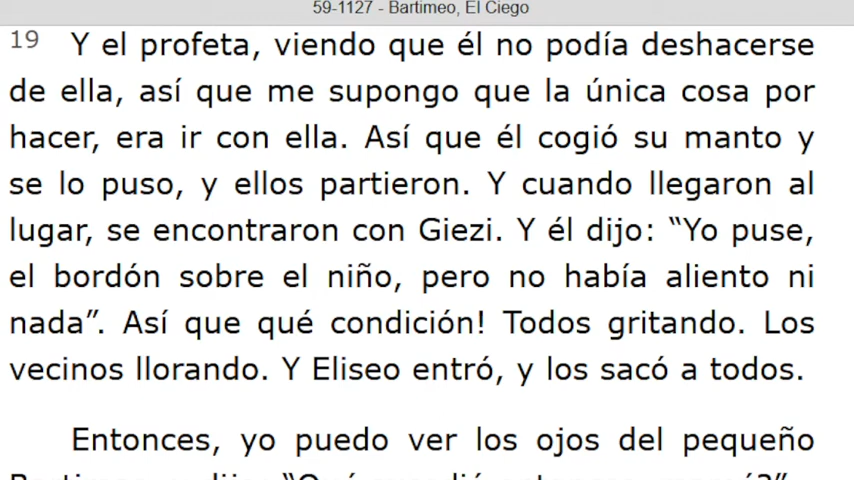 59-1127 - Bartimeo, El Ciego
19 Y el profeta, viendo que él no podía deshacerse
de ella, así que me supongo que la única cosa por
hacer, era ir con ella. Así que él cogió su manto y
se lo puso, y ellos partieron. Y cuando llegaron al
lugar, se encontraron con Giezi. Y él dijo: “Yo puse,
el bordón sobre el niño, pero no había aliento ni
nada”. Así que qué condición! Todos gritando. Los
vecinos llorando. Y Eliseo entró, y los sacó a todos.
Entonces, yo puedo ver los ojos del pequeño